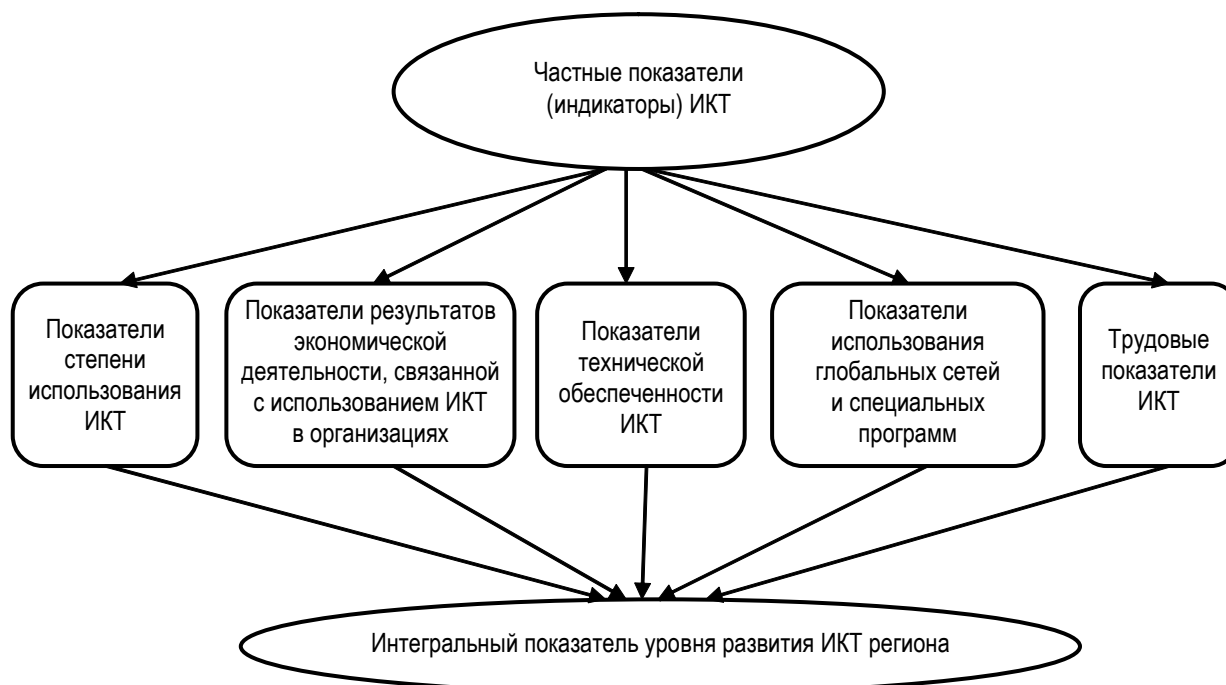 Частные показатели
(индикаторы) ИКТ
Показатели
степени
использования
ИКТ
Показатели результатов
экономической
деятельности, связанной
с использованием ИКТ
в организациях
Показатели
технической
обеспеченности
ИКТ
Показатели
использования
глобальных сетей
и специальных
программ
Трудовые
показатели
ИКТ
Интегральный показатель уровня развития ИКТ региона